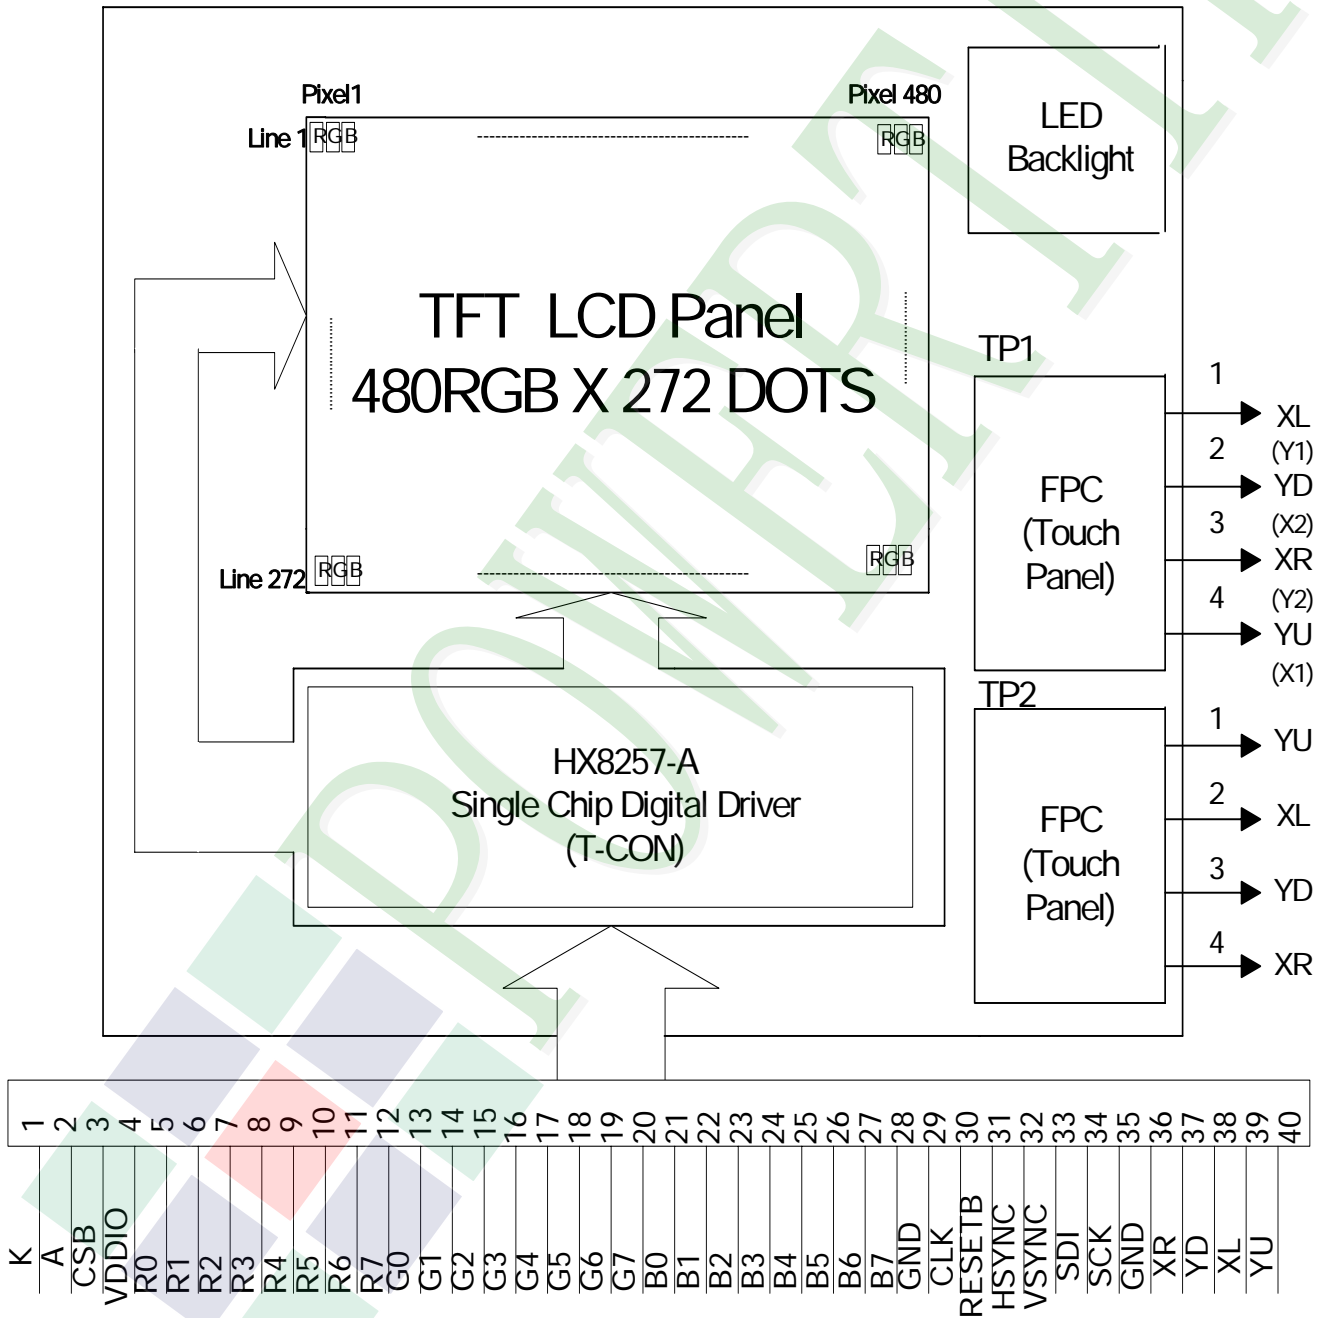 Pixel1
Pixel 480
Line 1
RGB
RGB
LED
Backlight
TFT LCD Panel
480RGB X 272 DOTS
Line 272
RGB
RGB
TP1
FPC
(Touch
Panel)
1
XL
(Y1)
2
YD
(X2)
3
XR
(Y2)
4
YU
(X1)
HX8257-A
Single Chip Digital Driver
(T-CON)
TP2
FPC
(Touch
Panel)
1
YU
2
XL
3
YD
4
XR
1 2 3 4 5 6 7 8 9 10 11 12 13 14 15 16 17 18 19 20 21 22 23 24 25 26 27 28 29 30 31 32 33 34 35 36 37 38 39 40
K A CSB VDDIO R0 R1 R2 R3 R4 R5 R6 R7 G0 G1 G2 G3 G4 G5 G6 G7 B0 B1 B2 B3 B4 B5 B6 B7 GND CLK RESETB HSYNC VSYNC SDI SCK GND XR YD XL YU
POWERTI